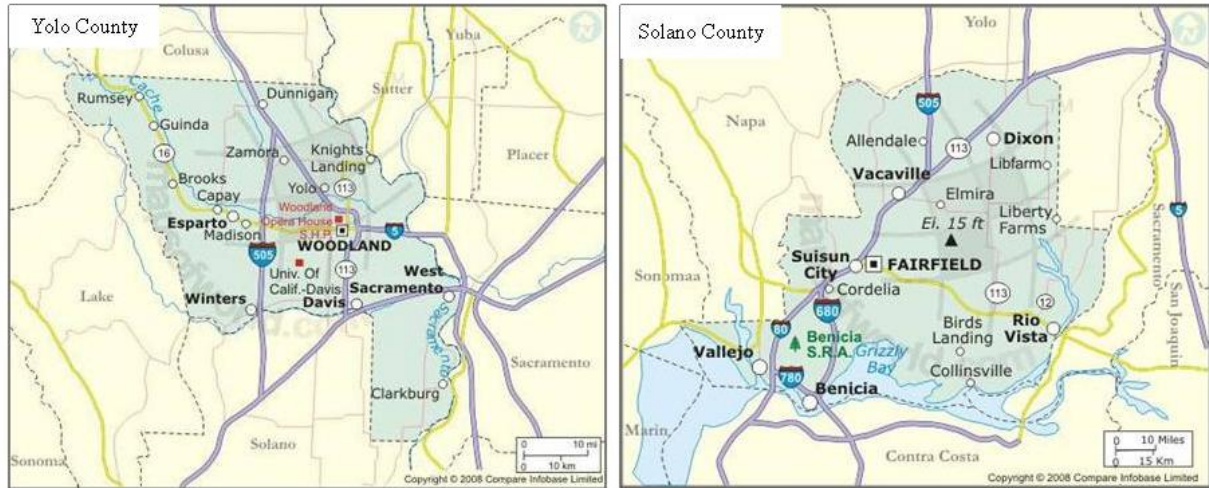 Yolo County
Colusa
Yuba
Sutter
Placer
Lake
Sonoma
Solano
Sacramento
Cache
Rumsey
Guinda
16
Brooks
Capay
Esparto
Madison
Dunnigan
Zamora
Knights
Landing
Yolo
113
Woodland
Opera House
S.H.P.
WOODLAND
5
505
Univ. Of
Calif.-Davis
113
West
Sacramento
Winters
Davis
Sacramento
Clarkburg
10 mi
10 km
Copyright © 2008 Compare Infobase Limited
Solano County
Yolo
Napa
Sonomaa
Marin
Contra Costa
Sacramento
San Joaquin
505
Allendale
113
Dixon
Libfarm
Vacaville
Elmira
El. 15 ft
Liberty
Farms
5
Suisun
City
FAIRFIELD
Cordelia
680
113
12
80
Benicia
S.R.A.
Grizzly
Bay
Birds
Landing
Rio
Vista
Vallejo
780
Benicia
Collinsville
10 Miles
15 Km
Copyright © 2008 Compare Infobase Limited